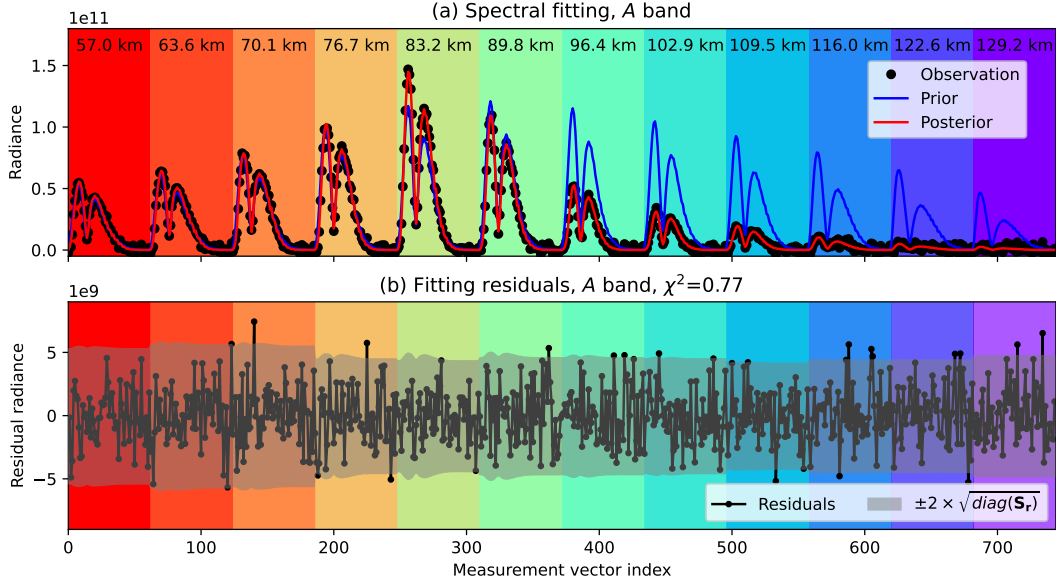 (a) Spectral fitting, A band
1e11
57.0 km 63.6 km 70.1 km 76.7 km 83.2 km 89.8 km 96.4 km 102.9 km 109.5 km 116.0 km 122.6 km 129.2 km
1.5
1.0
0.5
0.0
Radiance
Observation
Prior
Posterior
(b) Fitting residuals, A band, χ²=0.77
1e9
5
0
−5
Residual radiance
Residuals
±2 × √diag(Sᵣ)
0 100 200 300 400 500 600 700
Measurement vector index